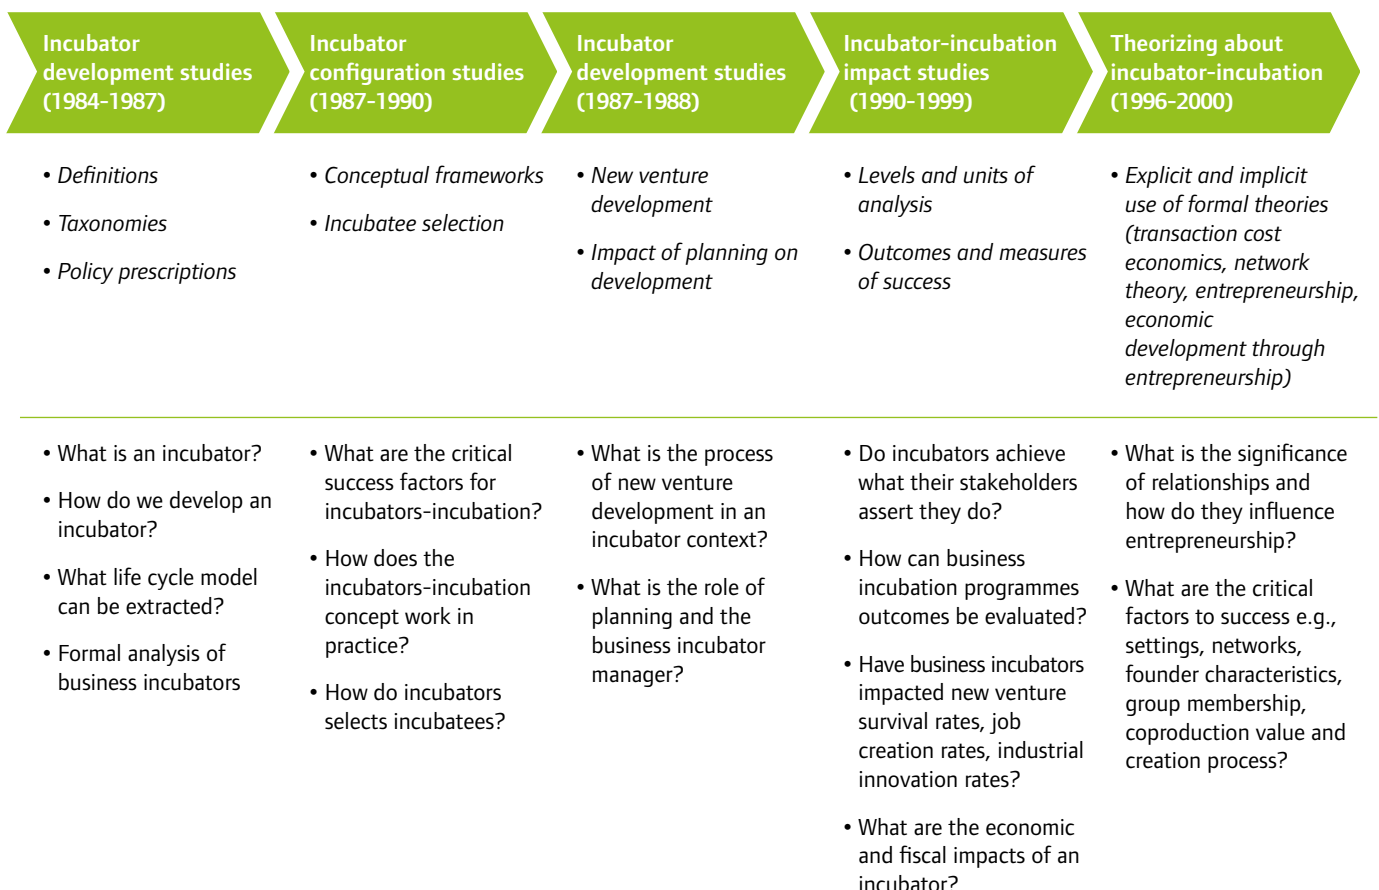 Incubator
development studies
(1984-1987)
Incubator
configuration studies
(1987-1990)
Incubator
development studies
(1987-1988)
Incubator-incubation
impact studies
(1990-1999)
Theorizing about
incubator-incubation
(1996-2000)
• Definitions
• Taxonomies
• Policy prescriptions
• Conceptual frameworks
• Incubatee selection
• New venture
development
• Impact of planning on
development
• Levels and units of
analysis
• Outcomes and measures
of success
• Explicit and implicit
use of formal theories
(transaction cost
economics, network
theory, entrepreneurship,
economic
development through
entrepreneurship)
• What is an incubator?
• How do we develop an
incubator?
• What life cycle model
can be extracted?
• Formal analysis of
business incubators
• What are the critical
success factors for
incubators-incubation?
• How does the
incubators-incubation
concept work in
practice?
• How do incubators
selects incubatees?
• What is the process
of new venture
development in an
incubator context?
• What is the role of
planning and the
business incubator
manager?
• Do incubators achieve
what their stakeholders
assert they do?
• How can business
incubation programmes
outcomes be evaluated?
• Have business incubators
impacted new venture
survival rates, job
creation rates, industrial
innovation rates?
• What are the economic
and fiscal impacts of an
incubator?
• What is the significance
of relationships and
how do they influence
entrepreneurship?
• What are the critical
factors to success e.g.,
settings, networks,
founder characteristics,
group membership,
coproduction value and
creation process?